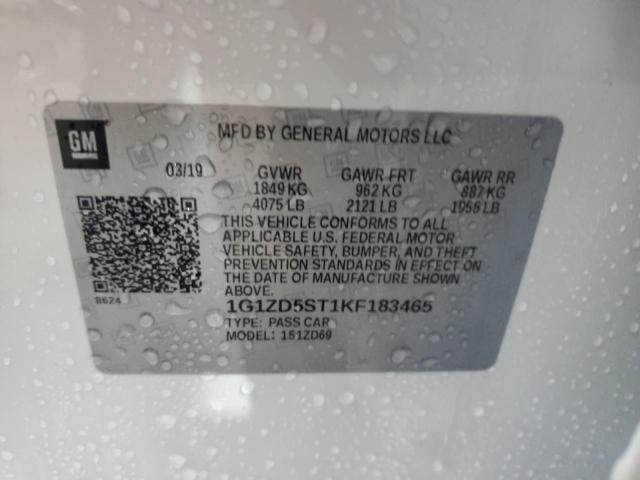 GM
MFD BY GENERAL MOTORS LLC
03/19 GVWR GAWR FRT GAWR RR
1849 KG 962 KG 887 KG
4075 LB 2121 LB 1955 LB
THIS VEHICLE CONFORMS TO ALL
APPLICABLE U.S. FEDERAL MOTOR
VEHICLE SAFETY, BUMPER, AND THEFT
PREVENTION STANDARDS IN EFFECT ON
THE DATE OF MANUFACTURE SHOWN
ABOVE.
8624
1G1ZD5ST1KF183465
TYPE: PASS CAR
MODEL: 151ZD69